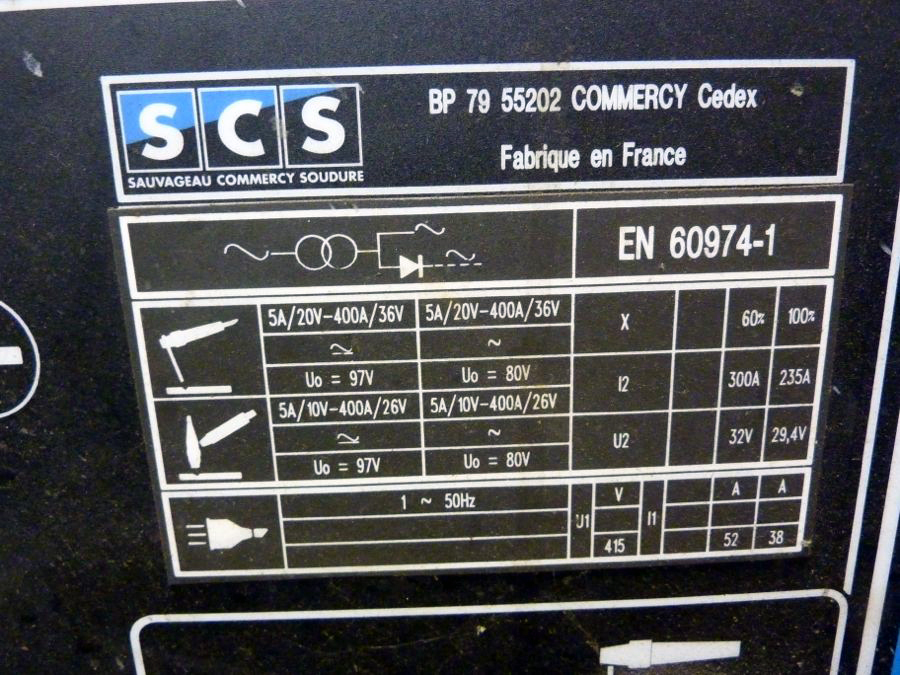 SCS
SAUVAGEAU COMMERCY SOUDURE
BP 79 55202 COMMERCY Cedex
Fabrique en France
EN 60974-1
5A/20V-400A/36V 5A/20V-400A/36V X 60% 100%
Uo = 97V Uo = 80V I2 300A 235A
5A/10V-400A/26V 5A/10V-400A/26V
~ U2 32V 29,4V
Uo = 97V Uo = 80V
1 ~ 50Hz U1 V I1 A A
415 52 38